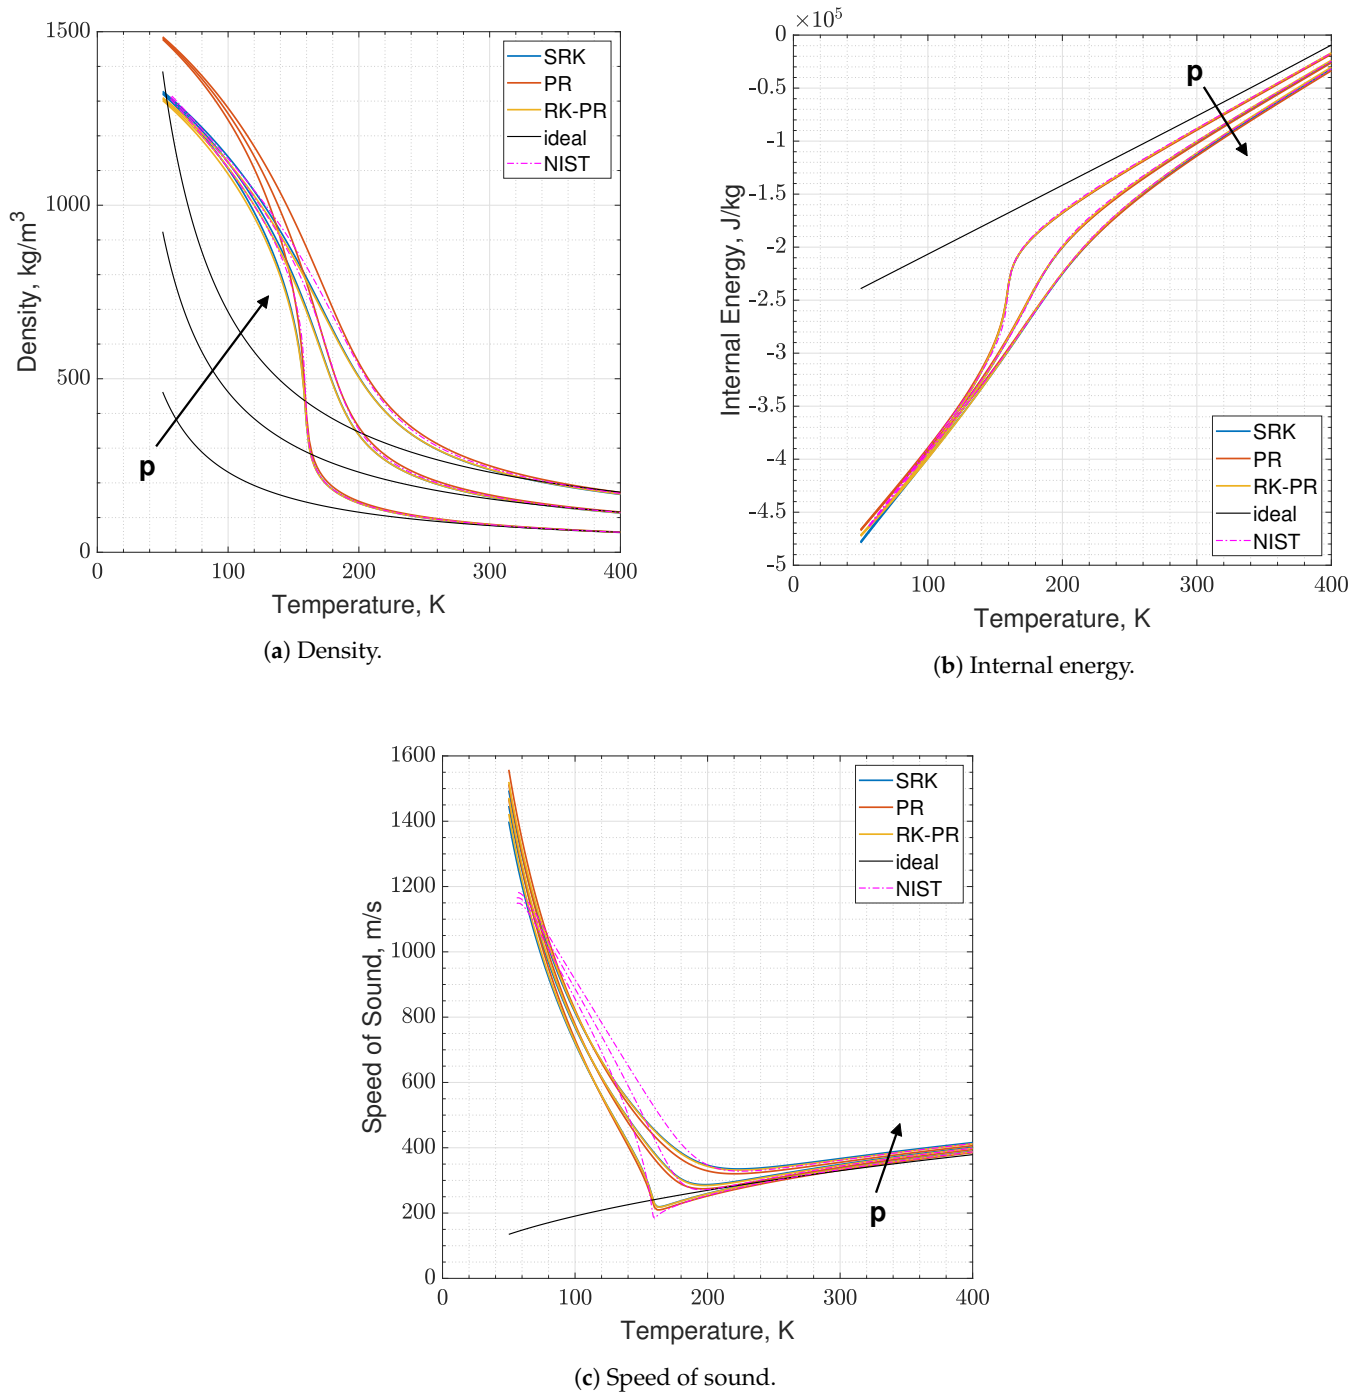 1500
1000
500
0
0
100
200
300
400
Density, kg/m³
Temperature, K
p
SRK
PR
RK-PR
ideal
NIST
(a) Density.
×10⁵
0
-0.5
-1
-1.5
-2
-2.5
-3
-3.5
-4
-4.5
-5
0
100
200
300
400
Internal Energy, J/kg
Temperature, K
p
SRK
PR
RK-PR
ideal
NIST
(b) Internal energy.
1600
1400
1200
1000
800
600
400
200
0
0
100
200
300
400
Speed of Sound, m/s
Temperature, K
p
SRK
PR
RK-PR
ideal
NIST
(c) Speed of sound.